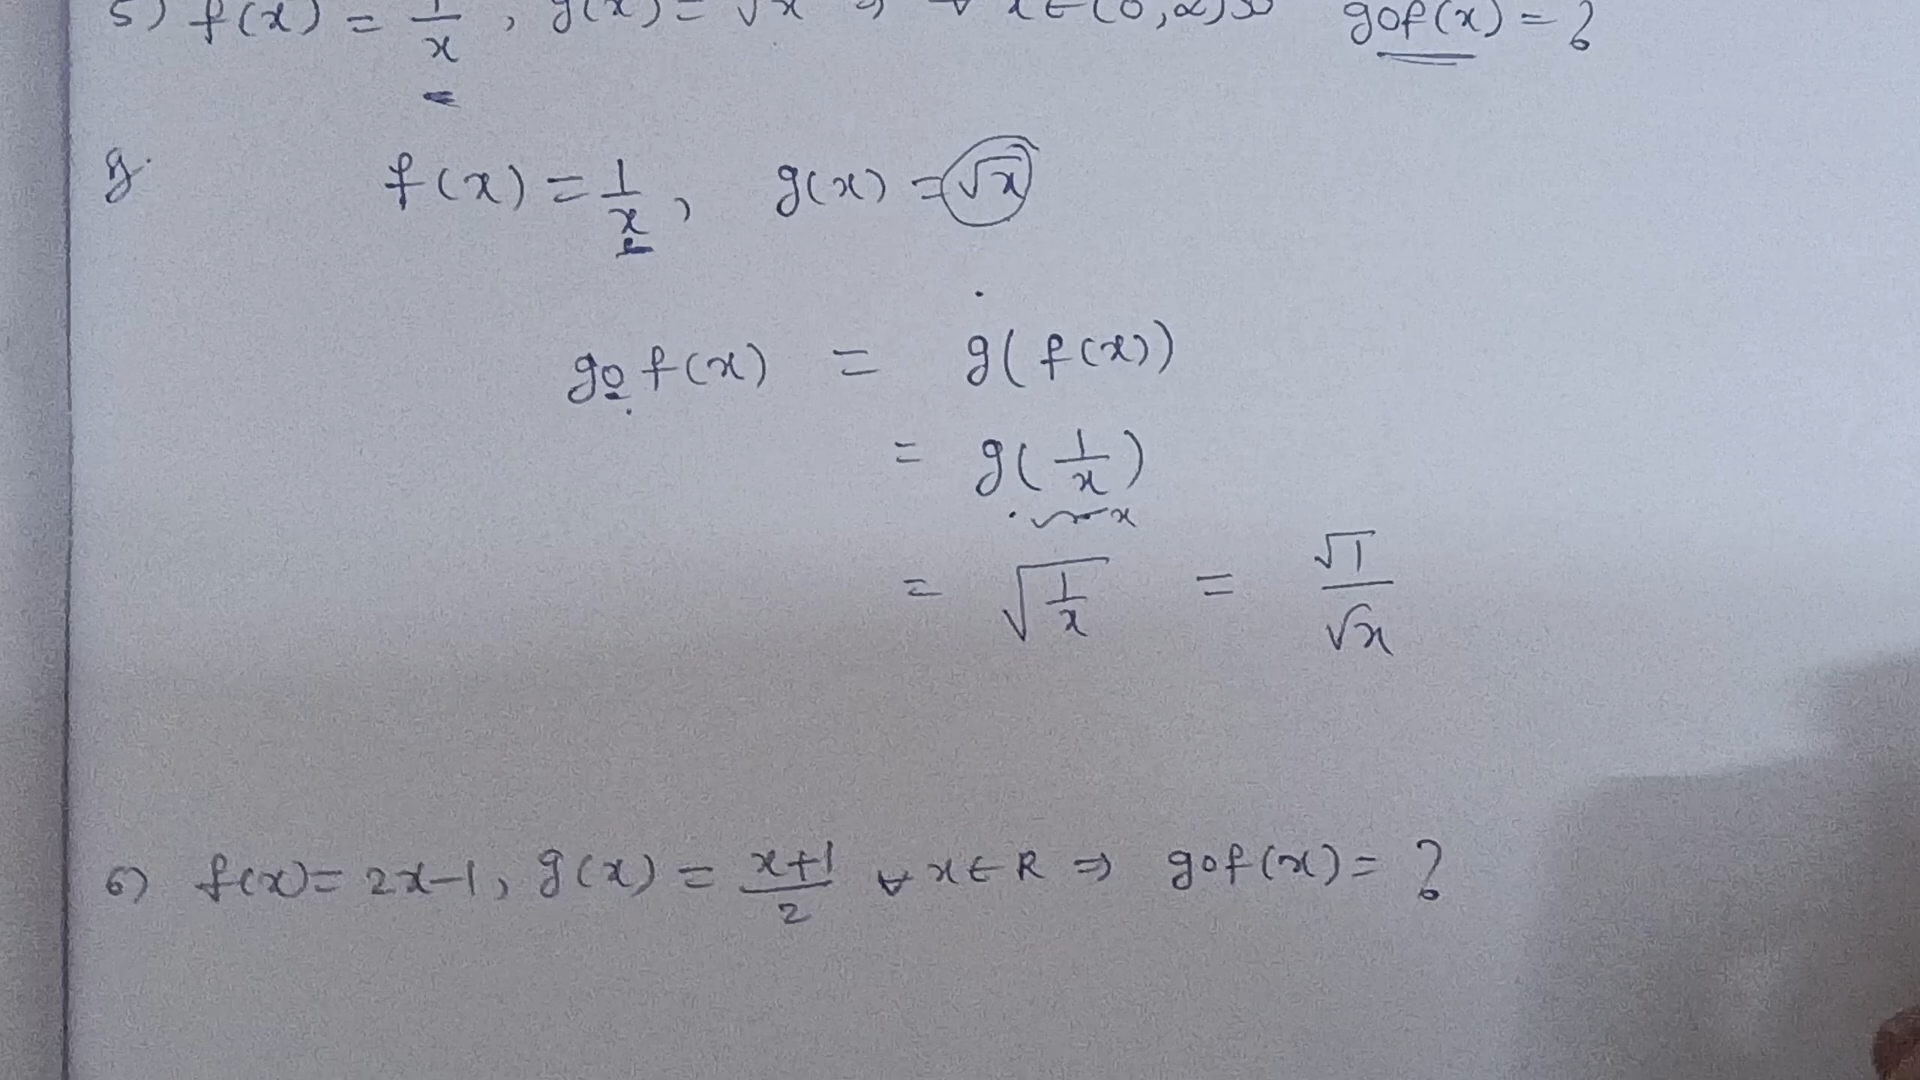 5) f(x) = 1/x , g(x) = √x ⇒ ∀ x ∈ (0,∞) gof(x) = ?
f(x) = 1/x , g(x) = √x
gof(x) = g(f(x))
= g(1/x)
= √(1/x) = √1/√x
6) f(x) = 2x-1, g(x) = x+1/2 ∀ x ∈ R ⇒ gof(x) = ?